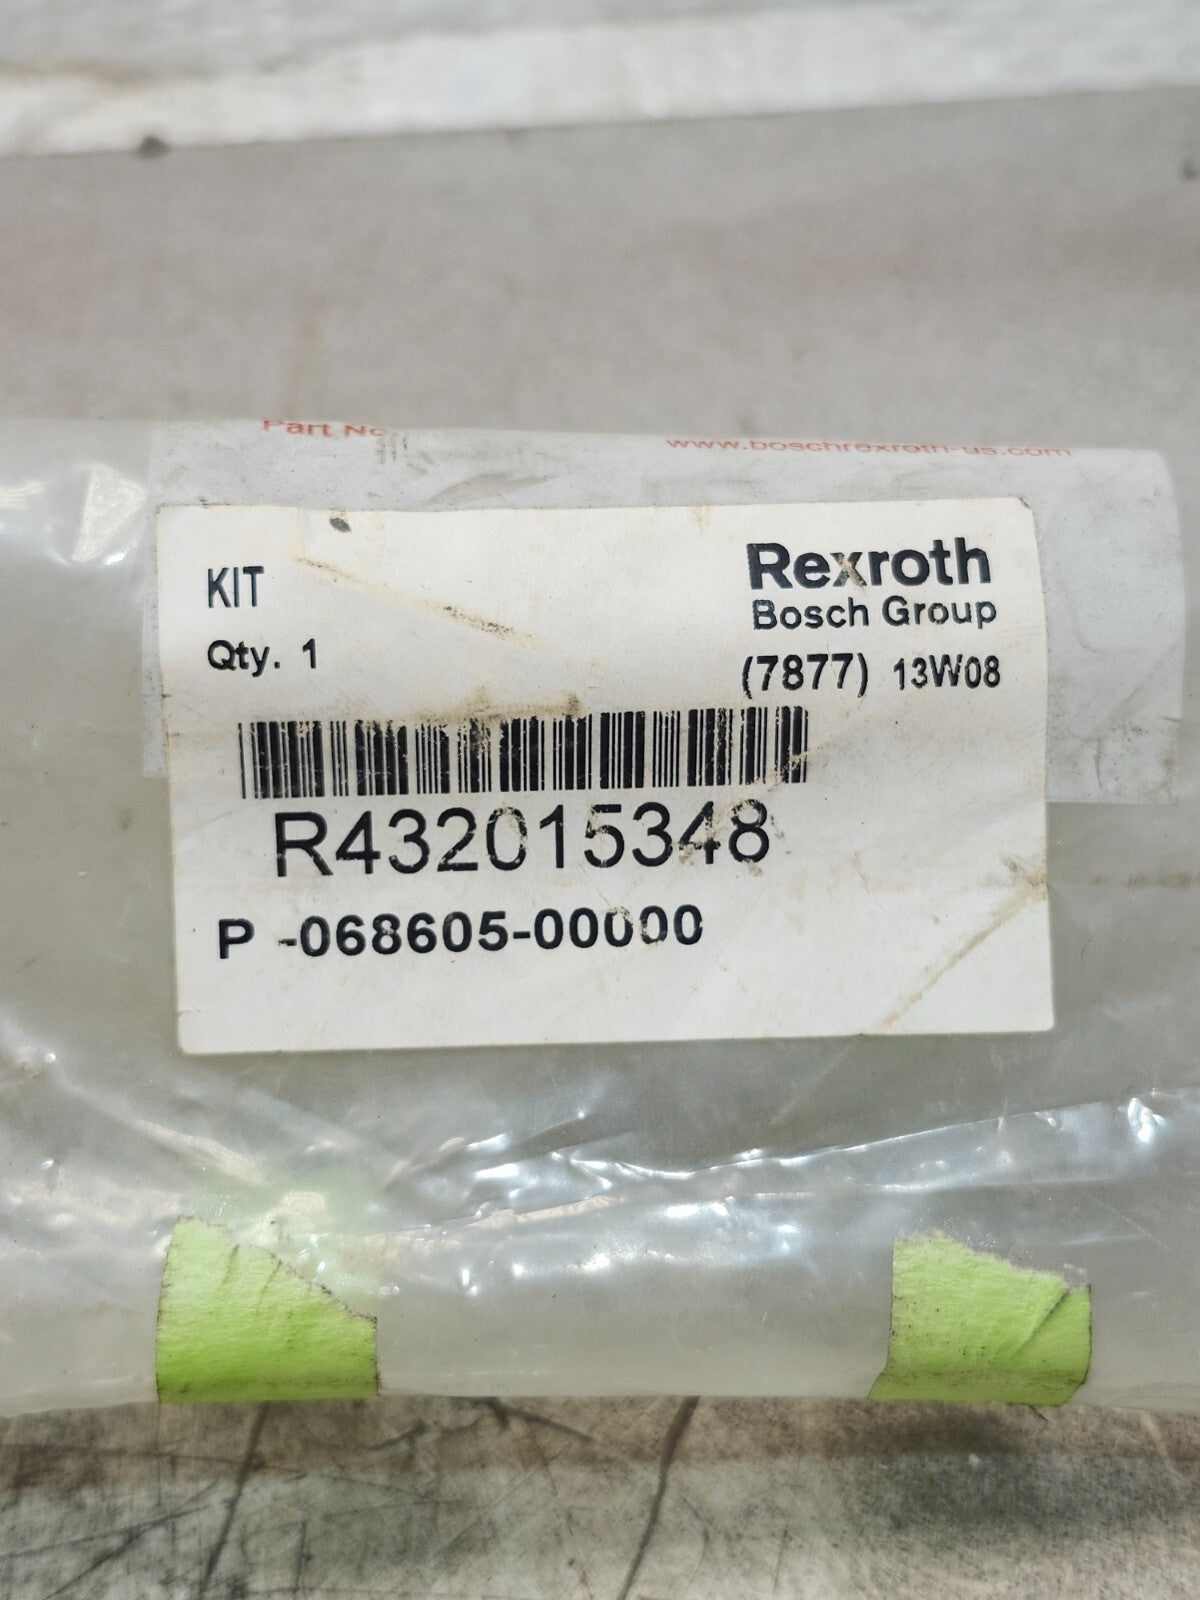 Part No.
www.boschrexroth-us.com
KIT
Rexroth
Bosch Group
Qty. 1
(7877) 13W08
R432015348
P -068605-00000